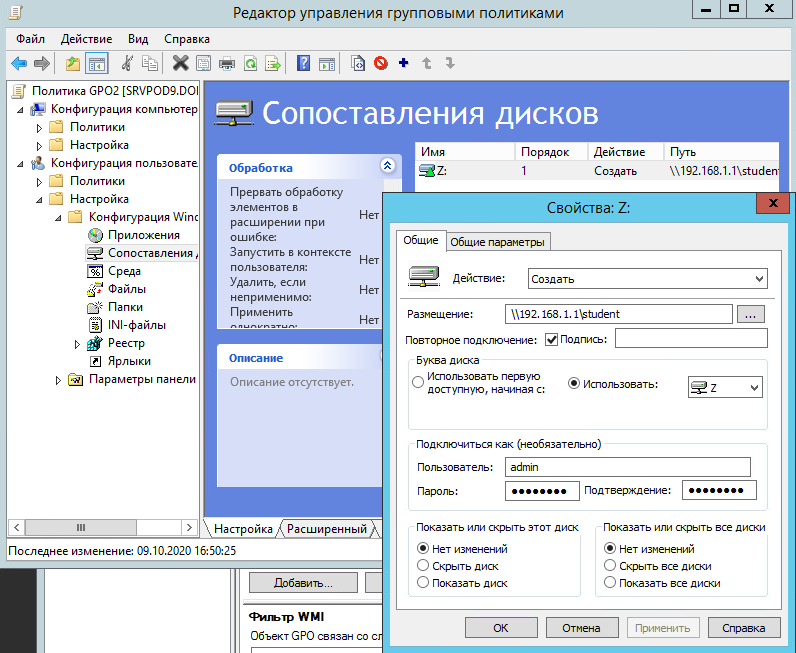 Редактор управления групповыми политиками
Файл Действие Вид Справка
Политика GPO2 [SRVPOD9.DO
Конфигурация компьютер
Политики
Настройка
Конфигурация пользовате
Политики
Настройка
Конфигурация Winc
Приложения
Сопоставления
Среда
Файлы
Папки
INI-файлы
Реестр
Ярлыки
Параметры панели
Сопоставления дисков
Обработка
Прервать обработку
элементов в
расширении при
ошибке: Нет
Запустить в контексте
пользователя: Нет
Удалить, если
неприменимо: Нет
Применить
однократно: Нет
Описание
Описание отсутствует.
Имя Порядок Действие Путь
Z: 1 Создать \\192.168.1.1\studen
Настройка Расширенный
Последнее изменение: 09.10.2020 16:50:25
Добавить...
Фильтр WMI
Объект GPO связан со сл
Свойства: Z:
Общие Общие параметры
Действие: Создать
Размещение: \\192.168.1.1\student ...
Повторное подключение: Подпись:
Буква диска
Использовать первую
доступную, начиная с:
Использовать: Z
Подключиться как (необязательно)
Пользователь: admin
Пароль: ●●●●●●●● Подтверждение: ●●●●●●●●
Показать или скрыть этот диск
Нет изменений
Скрыть диск
Показать диск
Показать или скрыть все диски
Нет изменений
Скрыть все диски
Показать все диски
ОК Отмена Применить Справка